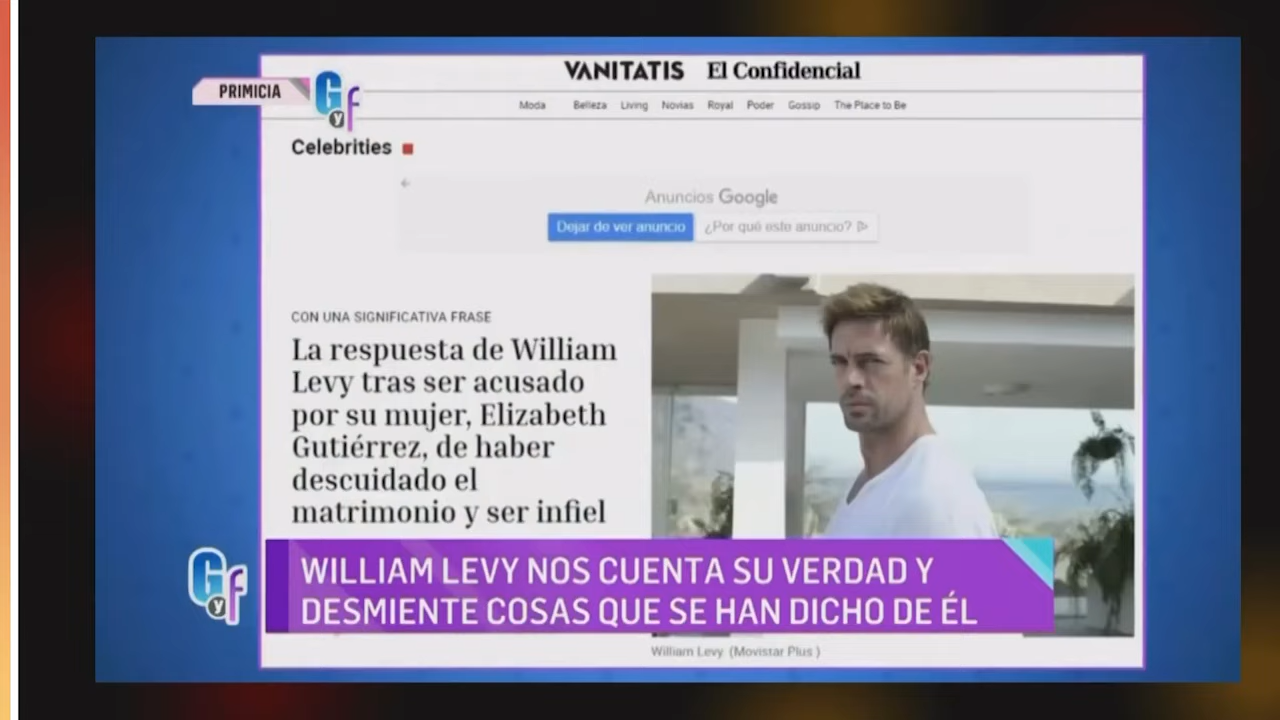 VANITATIS El Confidencial
PRIMICIA
G y f
Moda Belleza Living Novias Royal Poder Gossip The Place to Be
Celebrities
Anuncios Google
Dejar de ver anuncio ¿Por qué este anuncio?
CON UNA SIGNIFICATIVA FRASE
La respuesta de William
Levy tras ser acusado
por su mujer, Elizabeth
Gutiérrez, de haber
descuidado el
matrimonio y ser infiel
G y f
WILLIAM LEVY NOS CUENTA SU VERDAD Y
DESMIENTE COSAS QUE SE HAN DICHO DE ÉL
William Levy. (Movistar Plus )